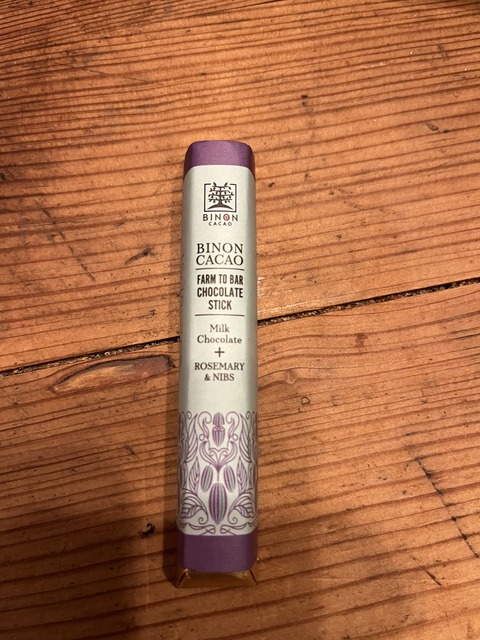 BINON
CACAO
BINON
CACAO
FARM TO BAR
CHOCOLATE
STICK
Milk
Chocolate
+
ROSEMARY
& NIBS